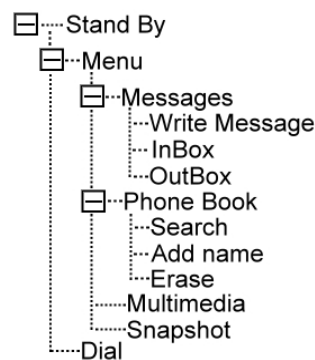 Stand By
Menu
Messages
Write Message
InBox
OutBox
Phone Book
Search
Add name
Erase
Multimedia
Snapshot
Dial